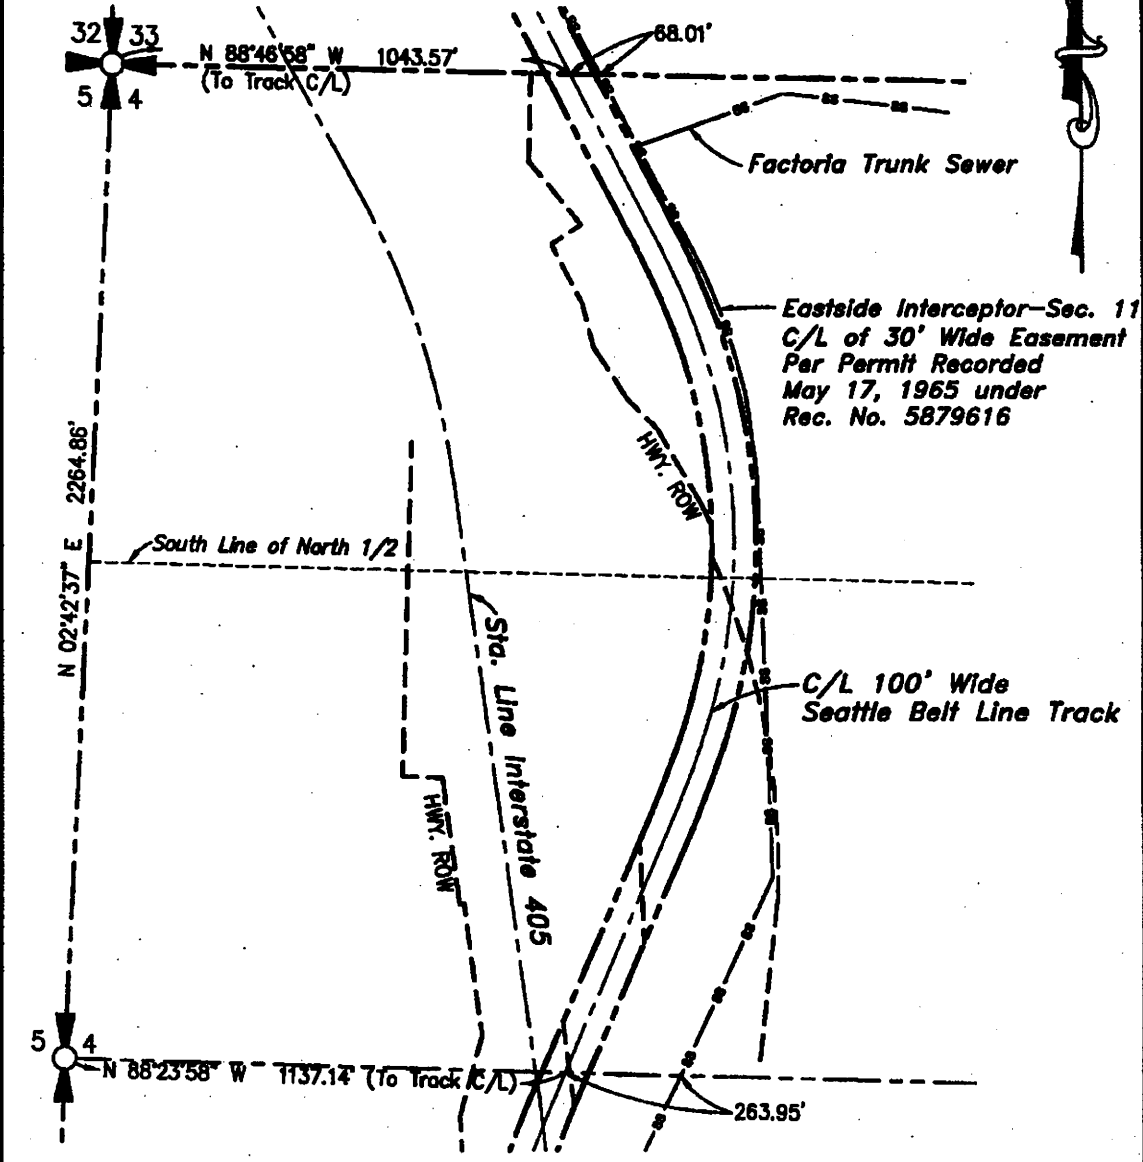 32 33
5 4
N 88°46'58" W 1043.57'
(To Track C/L)
68.01'
Factoria Trunk Sewer
Eastside Interceptor-Sec. 11
C/L of 30' Wide Easement
Per Permit Recorded
May 17, 1965 under
Rec. No. 5879616
HWY. ROW
N 02°42'37" E 2264.86'
South Line of North 1/2
Sta. Line Interstate 405
C/L 100' Wide
Seattle Belt Line Track
HWY. ROW
5 4
N 88°23'58" W 1137.14' (To Track C/L)
263.95'